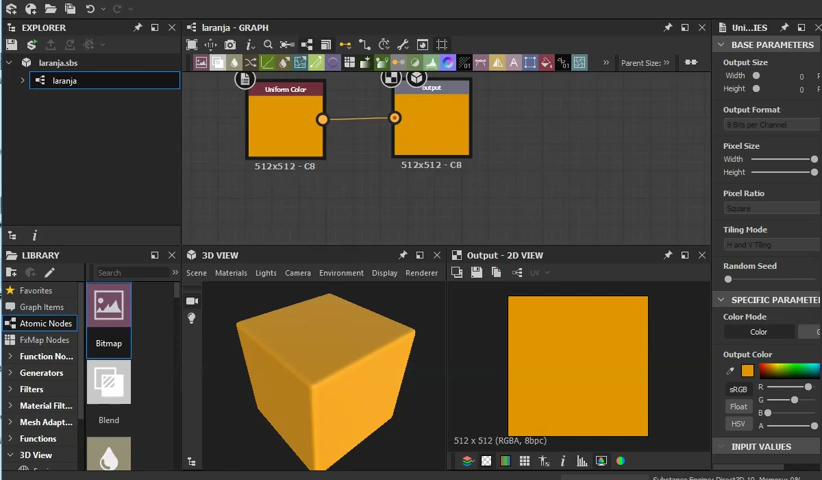 EXPLORER
laranja.sbs
laranja
laranja - GRAPH
Parent Size:
Uniform Color
512x512 - C8
output
512x512 - C8
LIBRARY
Search
Favorites
Graph Items
Atomic Nodes
FxMap Nodes
Function No...
Generators
Filters
Material Filt...
Mesh Adapt...
Functions
3D View
Bitmap
Blend
3D VIEW
Scene Materials Lights Camera Environment Display Renderer
Output - 2D VIEW
UV
512 x 512 (RGBA, 8bpc)
Uni...IES
BASE PARAMETERS
Output Size
Width 0
Height 0
Output Format
8 Bits per Channel
Pixel Size
Width
Height
Pixel Ratio
Square
Tiling Mode
H and V Tiling
Random Seed
SPECIFIC PARAMETE
Color Mode
Color G
Output Color
sRGB
Float
HSV
R
G
B
A
INPUT VALUES